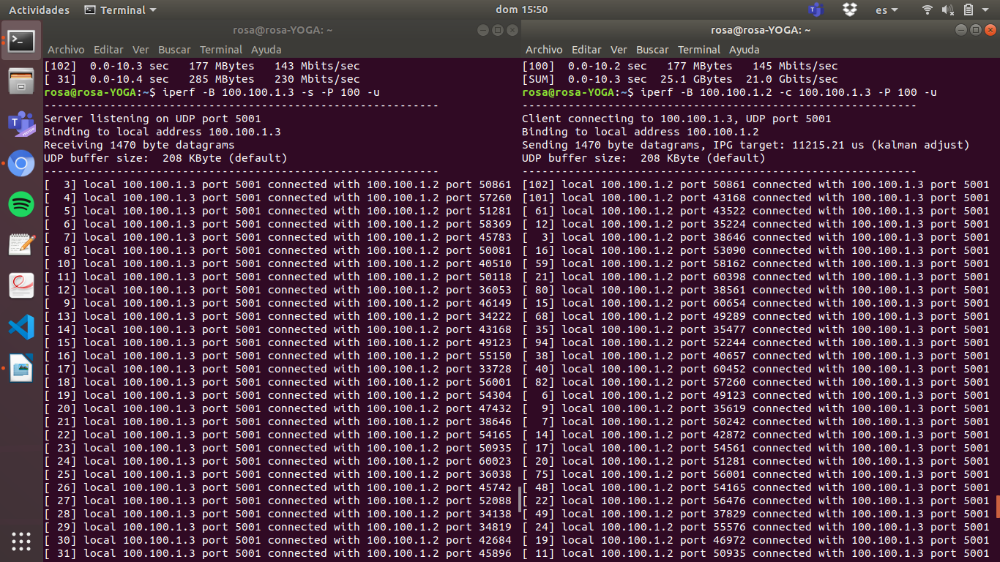 Actividades Terminal dom 15:50 es
rosa@rosa-YOGA: ~
Archivo Editar Ver Buscar Terminal Ayuda
[102]  0.0-10.3 sec   177 MBytes   143 Mbits/sec
[ 31]  0.0-10.4 sec   285 MBytes   230 Mbits/sec
rosa@rosa-YOGA:~$ iperf -B 100.100.1.3 -s -P 100 -u
------------------------------------------------------------
Server listening on UDP port 5001
Binding to local address 100.100.1.3
Receiving 1470 byte datagrams
UDP buffer size:  208 KByte (default)
------------------------------------------------------------
[  3] local 100.100.1.3 port 5001 connected with 100.100.1.2 port 50861
[  4] local 100.100.1.3 port 5001 connected with 100.100.1.2 port 57260
[  5] local 100.100.1.3 port 5001 connected with 100.100.1.2 port 51281
[  6] local 100.100.1.3 port 5001 connected with 100.100.1.2 port 58369
[  7] local 100.100.1.3 port 5001 connected with 100.100.1.2 port 45783
[  8] local 100.100.1.3 port 5001 connected with 100.100.1.2 port 50081
[ 10] local 100.100.1.3 port 5001 connected with 100.100.1.2 port 40510
[ 11] local 100.100.1.3 port 5001 connected with 100.100.1.2 port 50118
[ 12] local 100.100.1.3 port 5001 connected with 100.100.1.2 port 36053
[  9] local 100.100.1.3 port 5001 connected with 100.100.1.2 port 46149
[ 13] local 100.100.1.3 port 5001 connected with 100.100.1.2 port 34222
[ 14] local 100.100.1.3 port 5001 connected with 100.100.1.2 port 43168
[ 15] local 100.100.1.3 port 5001 connected with 100.100.1.2 port 49123
[ 16] local 100.100.1.3 port 5001 connected with 100.100.1.2 port 55150
[ 17] local 100.100.1.3 port 5001 connected with 100.100.1.2 port 33728
[ 18] local 100.100.1.3 port 5001 connected with 100.100.1.2 port 56001
[ 19] local 100.100.1.3 port 5001 connected with 100.100.1.2 port 54304
[ 20] local 100.100.1.3 port 5001 connected with 100.100.1.2 port 47432
[ 21] local 100.100.1.3 port 5001 connected with 100.100.1.2 port 38646
[ 22] local 100.100.1.3 port 5001 connected with 100.100.1.2 port 54165
[ 23] local 100.100.1.3 port 5001 connected with 100.100.1.2 port 50935
[ 24] local 100.100.1.3 port 5001 connected with 100.100.1.2 port 60023
[ 25] local 100.100.1.3 port 5001 connected with 100.100.1.2 port 36038
[ 26] local 100.100.1.3 port 5001 connected with 100.100.1.2 port 45742
[ 27] local 100.100.1.3 port 5001 connected with 100.100.1.2 port 52088
[ 28] local 100.100.1.3 port 5001 connected with 100.100.1.2 port 34138
[ 29] local 100.100.1.3 port 5001 connected with 100.100.1.2 port 34819
[ 30] local 100.100.1.3 port 5001 connected with 100.100.1.2 port 42684
[ 31] local 100.100.1.3 port 5001 connected with 100.100.1.2 port 45896
rosa@rosa-YOGA: ~
Archivo Editar Ver Buscar Terminal Ayuda
[100]  0.0-10.2 sec   177 MBytes   145 Mbits/sec
[SUM]  0.0-10.3 sec  25.1 GBytes  21.0 Gbits/sec
rosa@rosa-YOGA:~$ iperf -B 100.100.1.2 -c 100.100.1.3 -P 100 -u
------------------------------------------------------------
Client connecting to 100.100.1.3, UDP port 5001
Binding to local address 100.100.1.2
Sending 1470 byte datagrams, IPG target: 11215.21 us (kalman adjust)
UDP buffer size:  208 KByte (default)
------------------------------------------------------------
[102] local 100.100.1.2 port 50861 connected with 100.100.1.3 port 5001
[101] local 100.100.1.2 port 43168 connected with 100.100.1.3 port 5001
[ 61] local 100.100.1.2 port 43522 connected with 100.100.1.3 port 5001
[ 12] local 100.100.1.2 port 35224 connected with 100.100.1.3 port 5001
[  3] local 100.100.1.2 port 38646 connected with 100.100.1.3 port 5001
[ 16] local 100.100.1.2 port 53090 connected with 100.100.1.3 port 5001
[ 59] local 100.100.1.2 port 58162 connected with 100.100.1.3 port 5001
[ 21] local 100.100.1.2 port 60398 connected with 100.100.1.3 port 5001
[ 80] local 100.100.1.2 port 38561 connected with 100.100.1.3 port 5001
[ 15] local 100.100.1.2 port 60654 connected with 100.100.1.3 port 5001
[ 68] local 100.100.1.2 port 49289 connected with 100.100.1.3 port 5001
[ 35] local 100.100.1.2 port 35477 connected with 100.100.1.3 port 5001
[ 94] local 100.100.1.2 port 52244 connected with 100.100.1.3 port 5001
[ 38] local 100.100.1.2 port 40657 connected with 100.100.1.3 port 5001
[ 40] local 100.100.1.2 port 60452 connected with 100.100.1.3 port 5001
[ 82] local 100.100.1.2 port 57260 connected with 100.100.1.3 port 5001
[  6] local 100.100.1.2 port 49123 connected with 100.100.1.3 port 5001
[  9] local 100.100.1.2 port 35619 connected with 100.100.1.3 port 5001
[  7] local 100.100.1.2 port 50242 connected with 100.100.1.3 port 5001
[ 14] local 100.100.1.2 port 42872 connected with 100.100.1.3 port 5001
[ 17] local 100.100.1.2 port 54561 connected with 100.100.1.3 port 5001
[ 20] local 100.100.1.2 port 51281 connected with 100.100.1.3 port 5001
[ 75] local 100.100.1.2 port 56001 connected with 100.100.1.3 port 5001
[ 48] local 100.100.1.2 port 54165 connected with 100.100.1.3 port 5001
[ 22] local 100.100.1.2 port 56476 connected with 100.100.1.3 port 5001
[ 49] local 100.100.1.2 port 37829 connected with 100.100.1.3 port 5001
[ 24] local 100.100.1.2 port 55576 connected with 100.100.1.3 port 5001
[ 19] local 100.100.1.2 port 46972 connected with 100.100.1.3 port 5001
[ 11] local 100.100.1.2 port 50935 connected with 100.100.1.3 port 5001